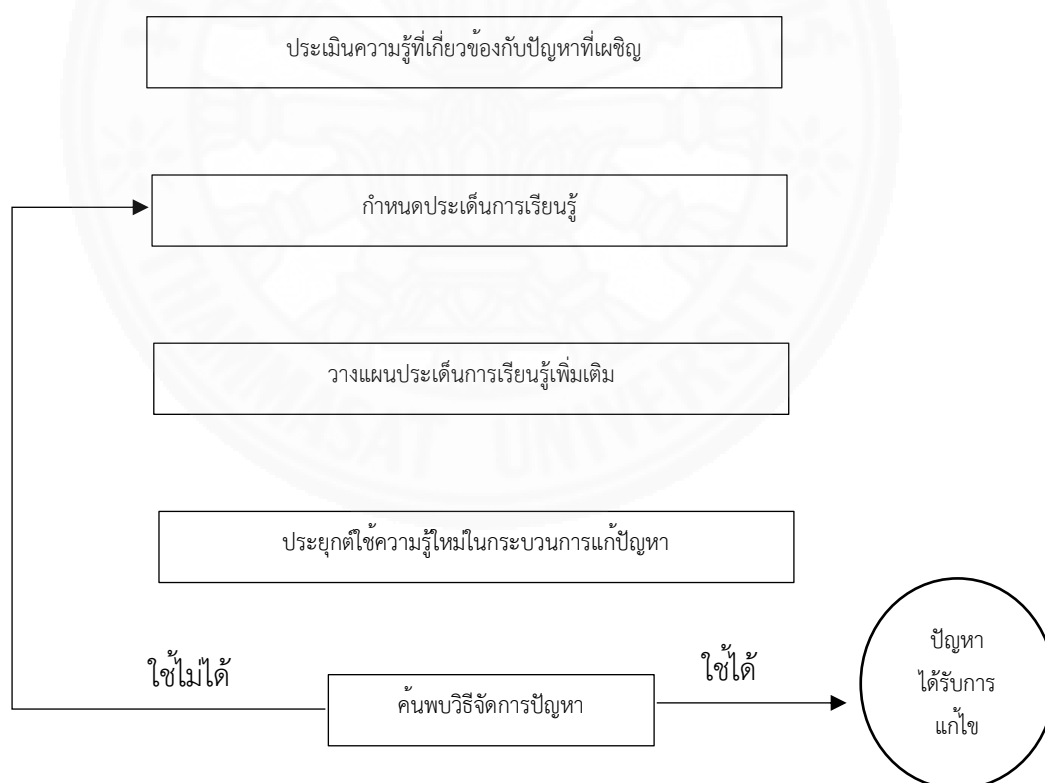 ประเมินความรู้ที่เกี่ยวข้องกับปัญหาที่เผชิญ
กำหนดประเด็นการเรียนรู้
วางแผนประเด็นการเรียนรู้เพิ่มเติม
THAMMASAT UNIVERSITY
ประยุกต์ใช้ความรู้ใหม่ในกระบวนการแก้ปัญหา
ใช้ไม่ได้
ค้นพบวิธีจัดการปัญหา
ใช้ได้
ปัญหา
ได้รับการ
แก้ไข